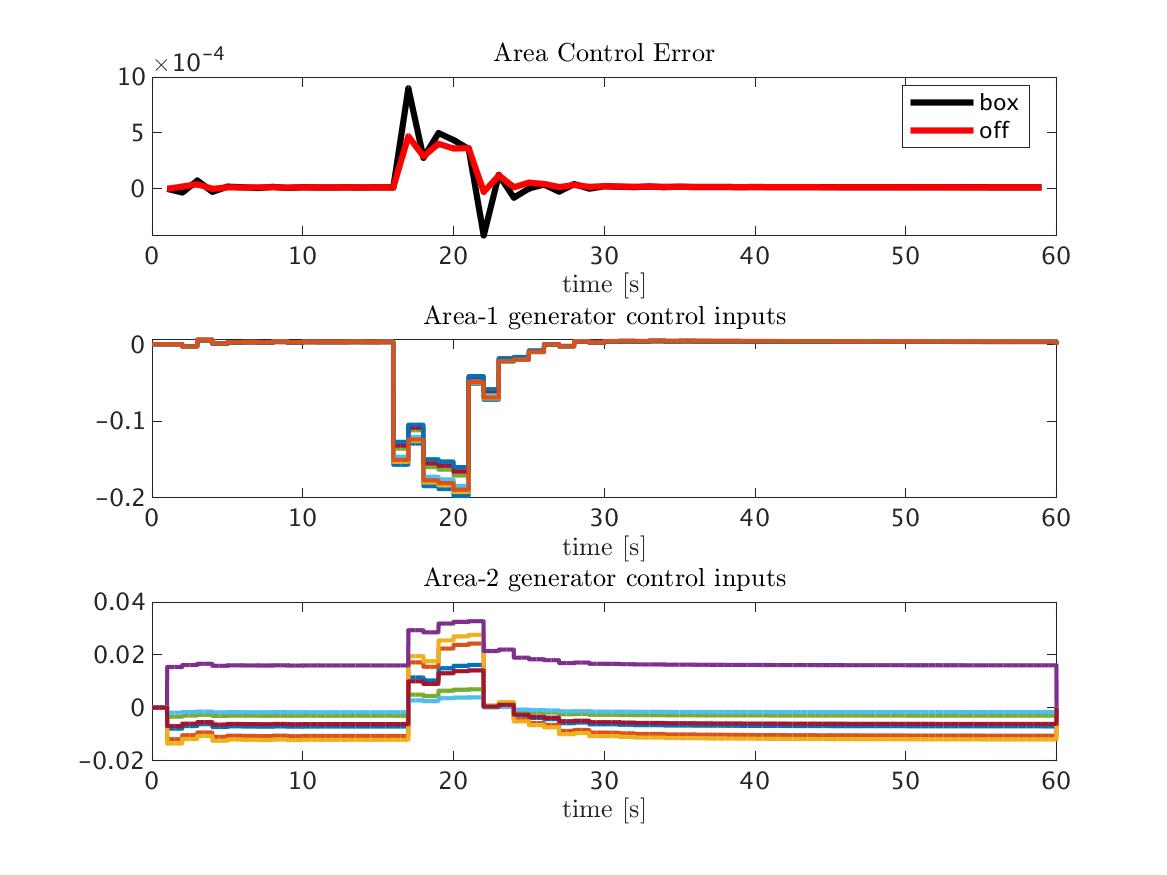 Area Control Error
×10⁻⁴
10
5
0
box
off
0 10 20 30 40 50 60
time [s]
Area-1 generator control inputs
0
−0.1
−0.2
0 10 20 30 40 50 60
time [s]
Area-2 generator control inputs
0.04
0.02
0
−0.02
0 10 20 30 40 50 60
time [s]